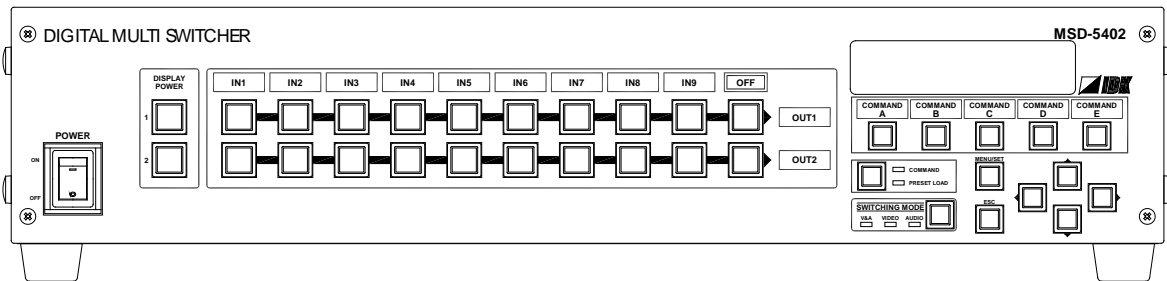 DIGITAL MULTI SWITCHER
MSD-5402
IDK
DISPLAY
POWER
IN1 IN2 IN3 IN4 IN5 IN6 IN7 IN8 IN9 OFF
1
OUT1
2
OUT2
POWER
ON
OFF
COMMAND
A
COMMAND
B
COMMAND
C
COMMAND
D
COMMAND
E
COMMAND
PRESET LOAD
MENU/SET
SWITCHING MODE
V&A VIDEO AUDIO
ESC